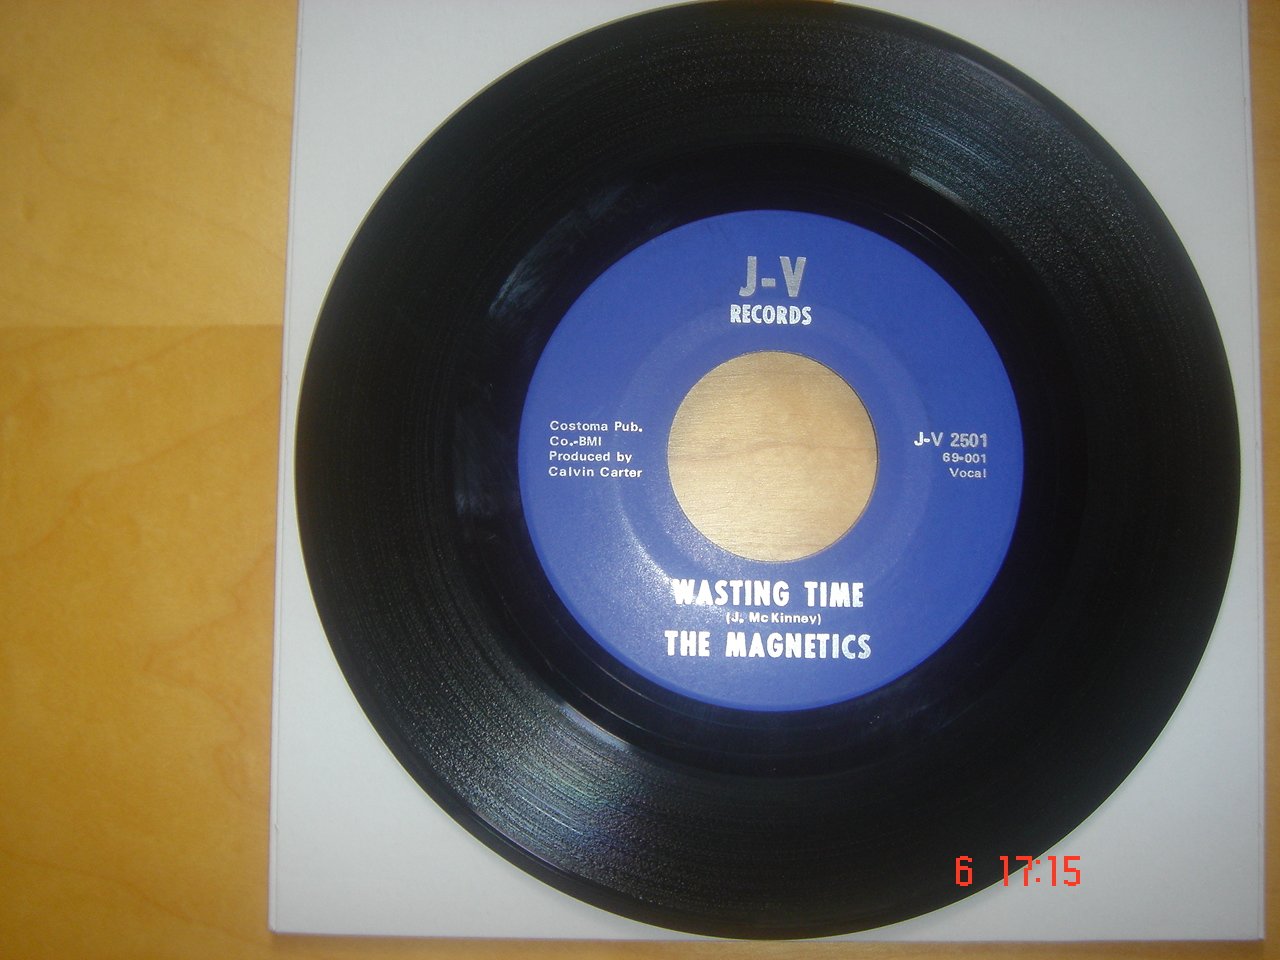 J-V
RECORDS
Costoma Pub.
Co.-BMI
Produced by
Calvin Carter
J-V 2501
69-001
Vocal
WASTING TIME
(J. McKinney)
THE MAGNETICS
6 17:15